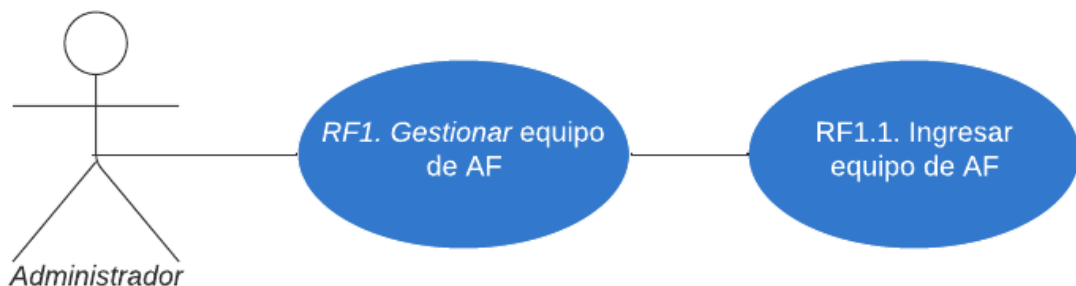 RF1. Gestionar equipo
de AF
RF1.1. Ingresar
equipo de AF
Administrador